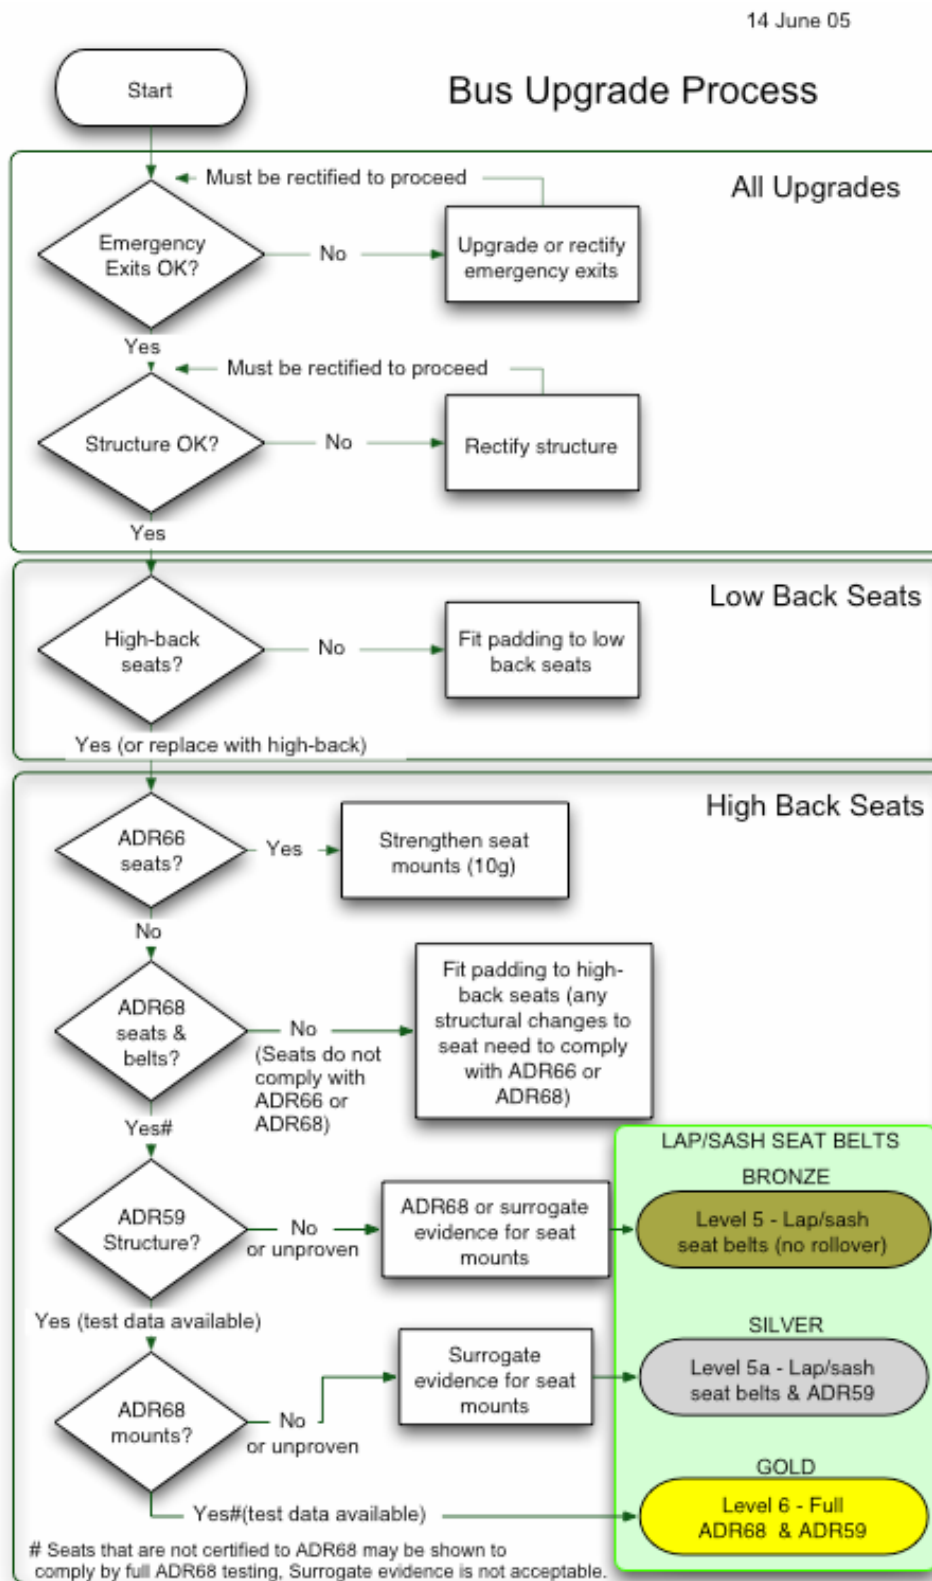 14 June 05
Start
Bus Upgrade Process
Must be rectified to proceed
All Upgrades
Emergency
Exits OK?
No
Upgrade or rectify
emergency exits
Yes
Must be rectified to proceed
Structure OK?
No
Rectify structure
Yes
Low Back Seats
High-back
seats?
No
Fit padding to low
back seats
Yes (or replace with high-back)
High Back Seats
ADR66
seats?
Yes
Strengthen seat
mounts (10g)
No
ADR68
seats &
belts?
No
(Seats do not
comply with
ADR66 or
ADR68)
Fit padding to high-
back seats (any
structural changes to
seat need to comply
with ADR66 or
ADR68)
Yes#
LAP/SASH SEAT BELTS
BRONZE
ADR59
Structure?
No
or unproven
ADR68 or surrogate
evidence for seat
mounts
Level 5 - Lap/sash
seat belts (no rollover)
Yes (test data available)
SILVER
ADR68
mounts?
No
or unproven
Surrogate
evidence for seat
mounts
Level 5a - Lap/sash
seat belts & ADR59
GOLD
Yes#(test data available)
Level 6 - Full
ADR68 & ADR59
# Seats that are not certified to ADR68 may be shown to
comply by full ADR68 testing, Surrogate evidence is not acceptable.